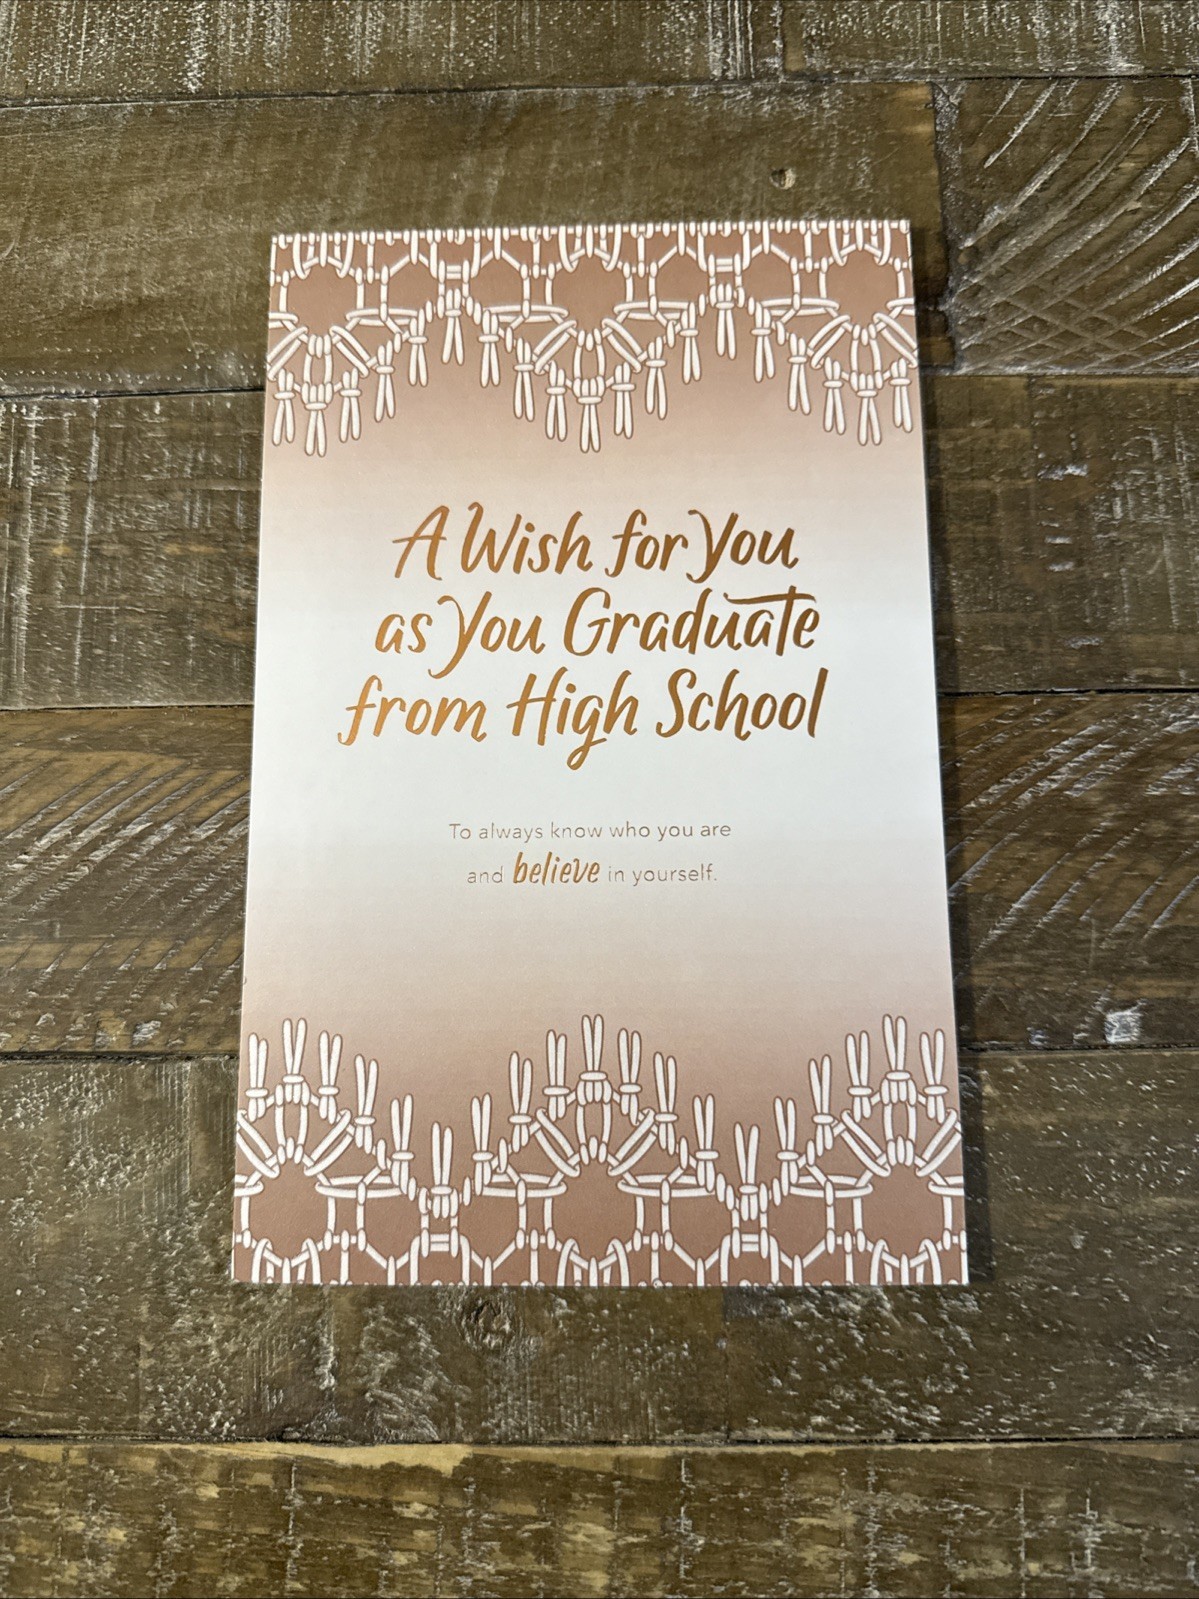 A Wish for You
as You Graduate
from High School
To always know who you are
and believe in yourself.